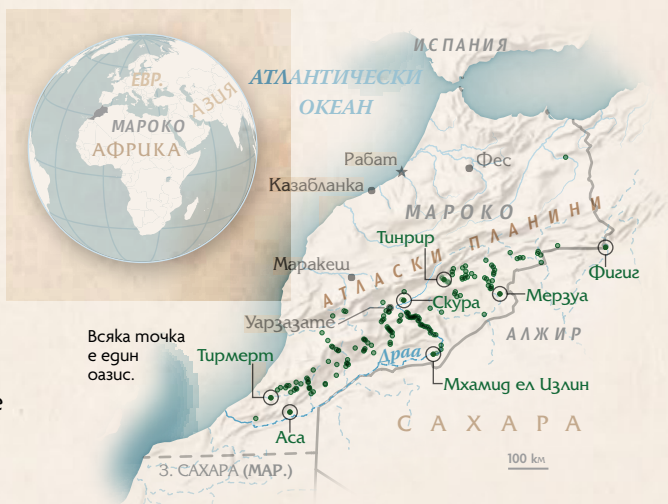 ИСПАНИЯ
АТЛАНТИЧЕСКИ
ОКЕАН
ЕВР.
АЗИЯ
МАРОКО
АФРИКА
Рабат
Фес
Казабланка
МАРОКО
АТЛАСКИ ПЛАНИНИ
Тинрир
Фигиг
Маракеш
Скура
Мерзуа
Уарзазате
АЛЖИР
Всяка точка
е един
оазис.
Тирмерт
Драа
Мхамид ел Излин
е
САХАРА
Аса
100 км
З. САХАРА (МАР.)